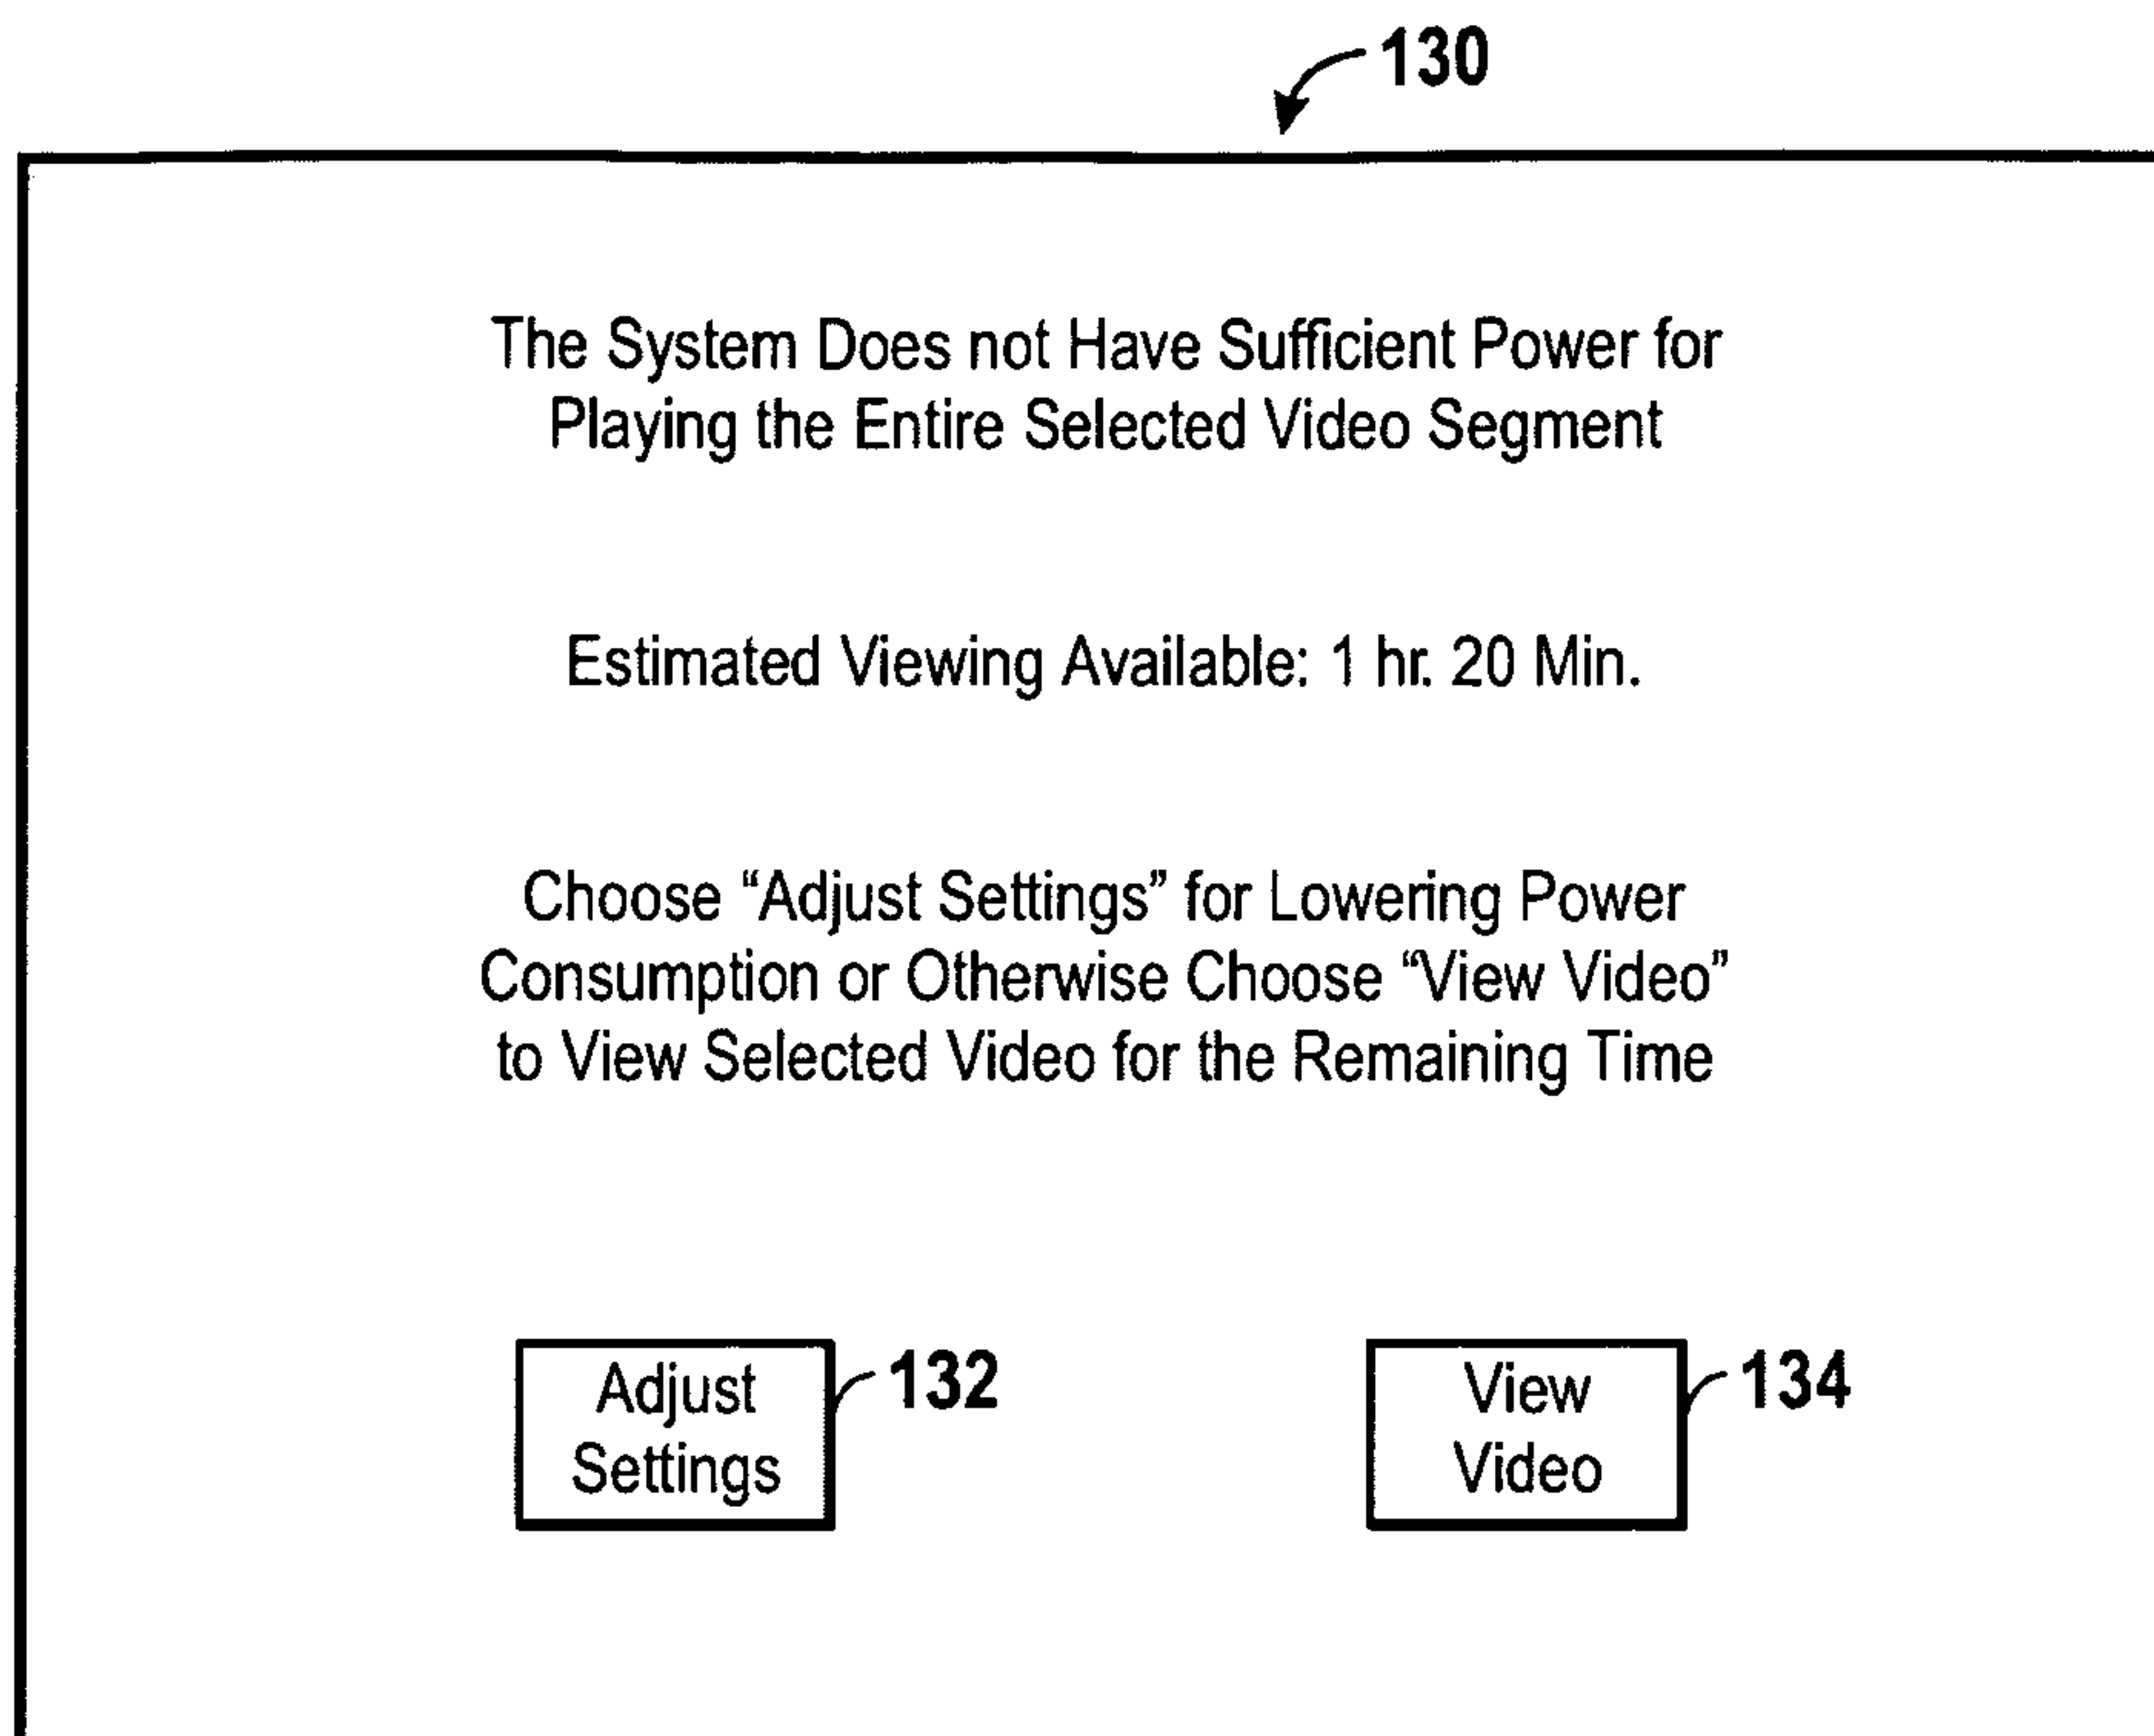 130
The System Does not Have Sufficient Power for
Playing the Entire Selected Video Segment
Estimated Viewing Available: 1 hr. 20 Min.
Choose “Adjust Settings” for Lowering Power
Consumption or Otherwise Choose “View Video”
to View Selected Video for the Remaining Time
Adjust
Settings
132
View
Video
134